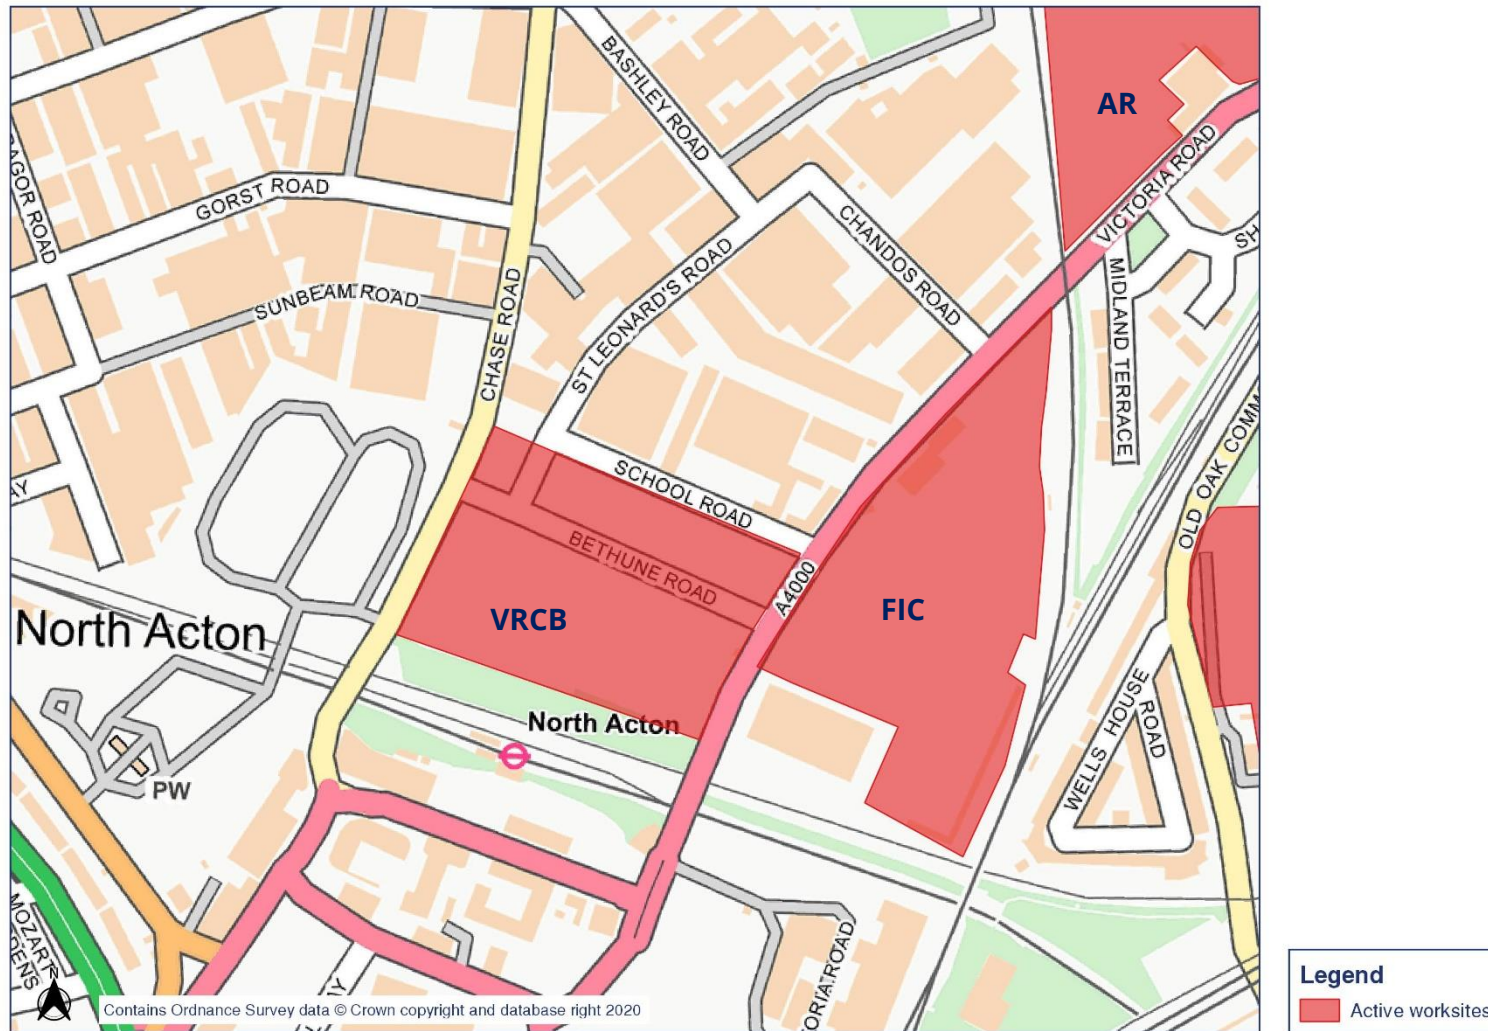 BASHLEY ROAD
AR
VICTORIA ROAD
GORST ROAD
CHANDOS ROAD
ST LEONARD'S ROAD
SUNBEAM ROAD
CHASE ROAD
MIDLAND TERRACE
OLD OAK COMM
SCHOOL ROAD
BETHUNE ROAD
A4000
VRCB
FIC
North Acton
North Acton
WELLS HOUSE
ROAD
PW
MOZART
DENS
N
Contains Ordnance Survey data © Crown copyright and database right 2020
Legend
Active worksites